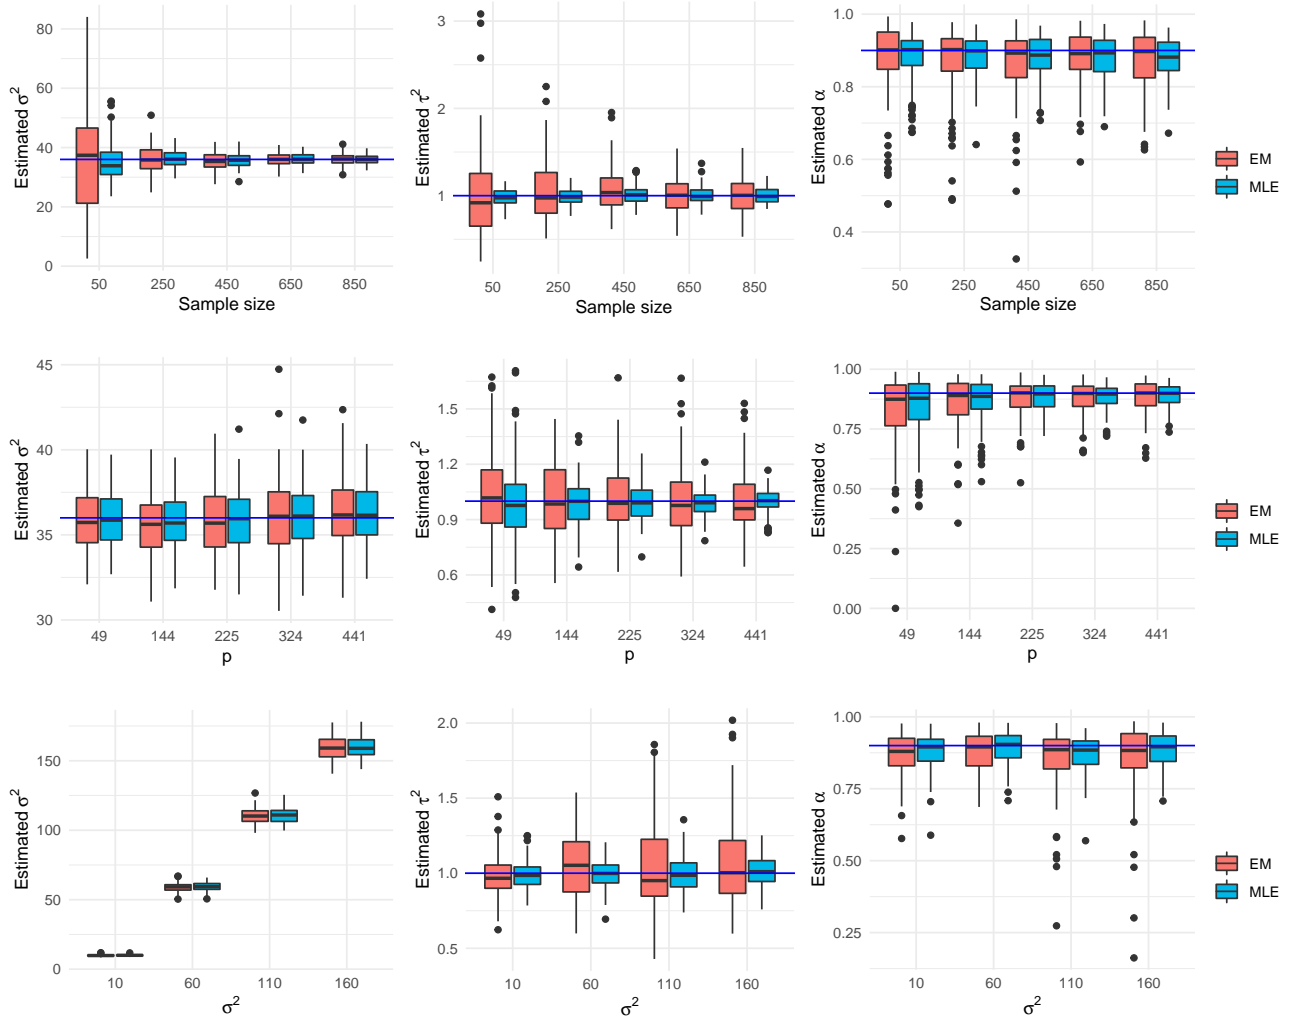 Estimated σ²
80
60
40
20
0
50 250 450 650 850
Sample size
Estimated τ²
3
2
1
50 250 450 650 850
Sample size
Estimated α
1.0
0.8
0.6
0.4
50 250 450 650 850
Sample size
EM
MLE
Estimated σ²
45
40
35
30
49 144 225 324 441
p
Estimated τ²
1.5
1.2
0.9
0.6
49 144 225 324 441
p
Estimated α
1.00
0.75
0.50
0.25
0.00
49 144 225 324 441
p
EM
MLE
Estimated σ²
150
100
50
0
10 60 110 160
σ²
Estimated τ²
2.0
1.5
1.0
0.5
10 60 110 160
σ²
Estimated α
1.00
0.75
0.50
0.25
10 60 110 160
σ²
EM
MLE